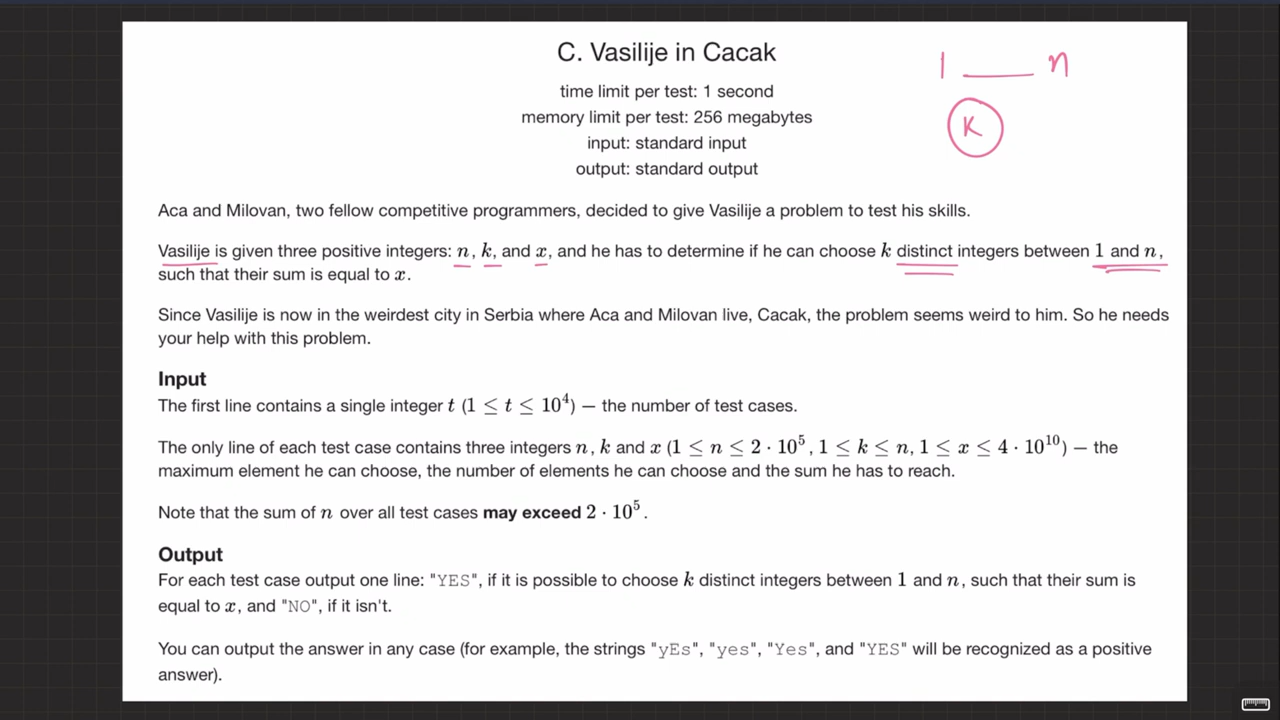 C. Vasilije in Cacak
1 ___ n
time limit per test: 1 second
memory limit per test: 256 megabytes
K
input: standard input
output: standard output
Aca and Milovan, two fellow competitive programmers, decided to give Vasilije a problem to test his skills.
Vasilije is given three positive integers: n, k, and x, and he has to determine if he can choose k distinct integers between 1 and n,
such that their sum is equal to x.
Since Vasilije is now in the weirdest city in Serbia where Aca and Milovan live, Cacak, the problem seems weird to him. So he needs
your help with this problem.
Input
The first line contains a single integer t (1 ≤ t ≤ 10⁴) — the number of test cases.
The only line of each test case contains three integers n, k and x (1 ≤ n ≤ 2 · 10⁵, 1 ≤ k ≤ n, 1 ≤ x ≤ 4 · 10¹⁰) — the
maximum element he can choose, the number of elements he can choose and the sum he has to reach.
Note that the sum of n over all test cases may exceed 2 · 10⁵.
Output
For each test case output one line: "YES", if it is possible to choose k distinct integers between 1 and n, such that their sum is
equal to x, and "NO", if it isn't.
You can output the answer in any case (for example, the strings "yEs", "yes", "Yes", and "YES" will be recognized as a positive
answer).